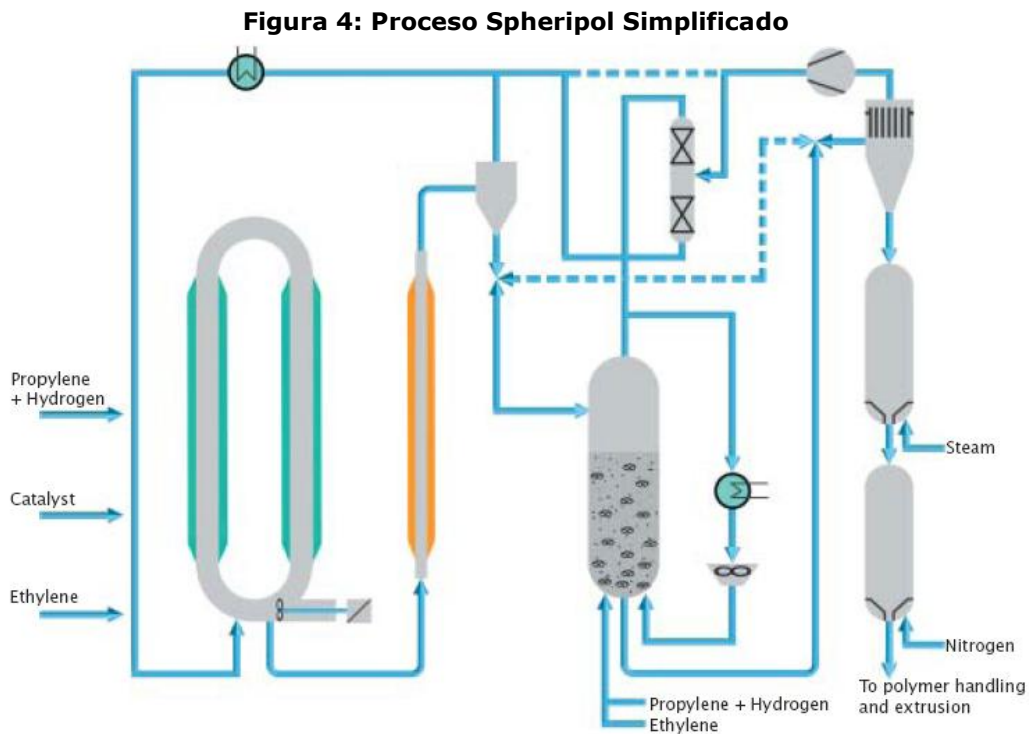 Figura 4: Proceso Spheripol Simplificado
Propylene
+ Hydrogen
Catalyst
Ethylene
Steam
Nitrogen
To polymer handling
and extrusion
Propylene + Hydrogen
Ethylene